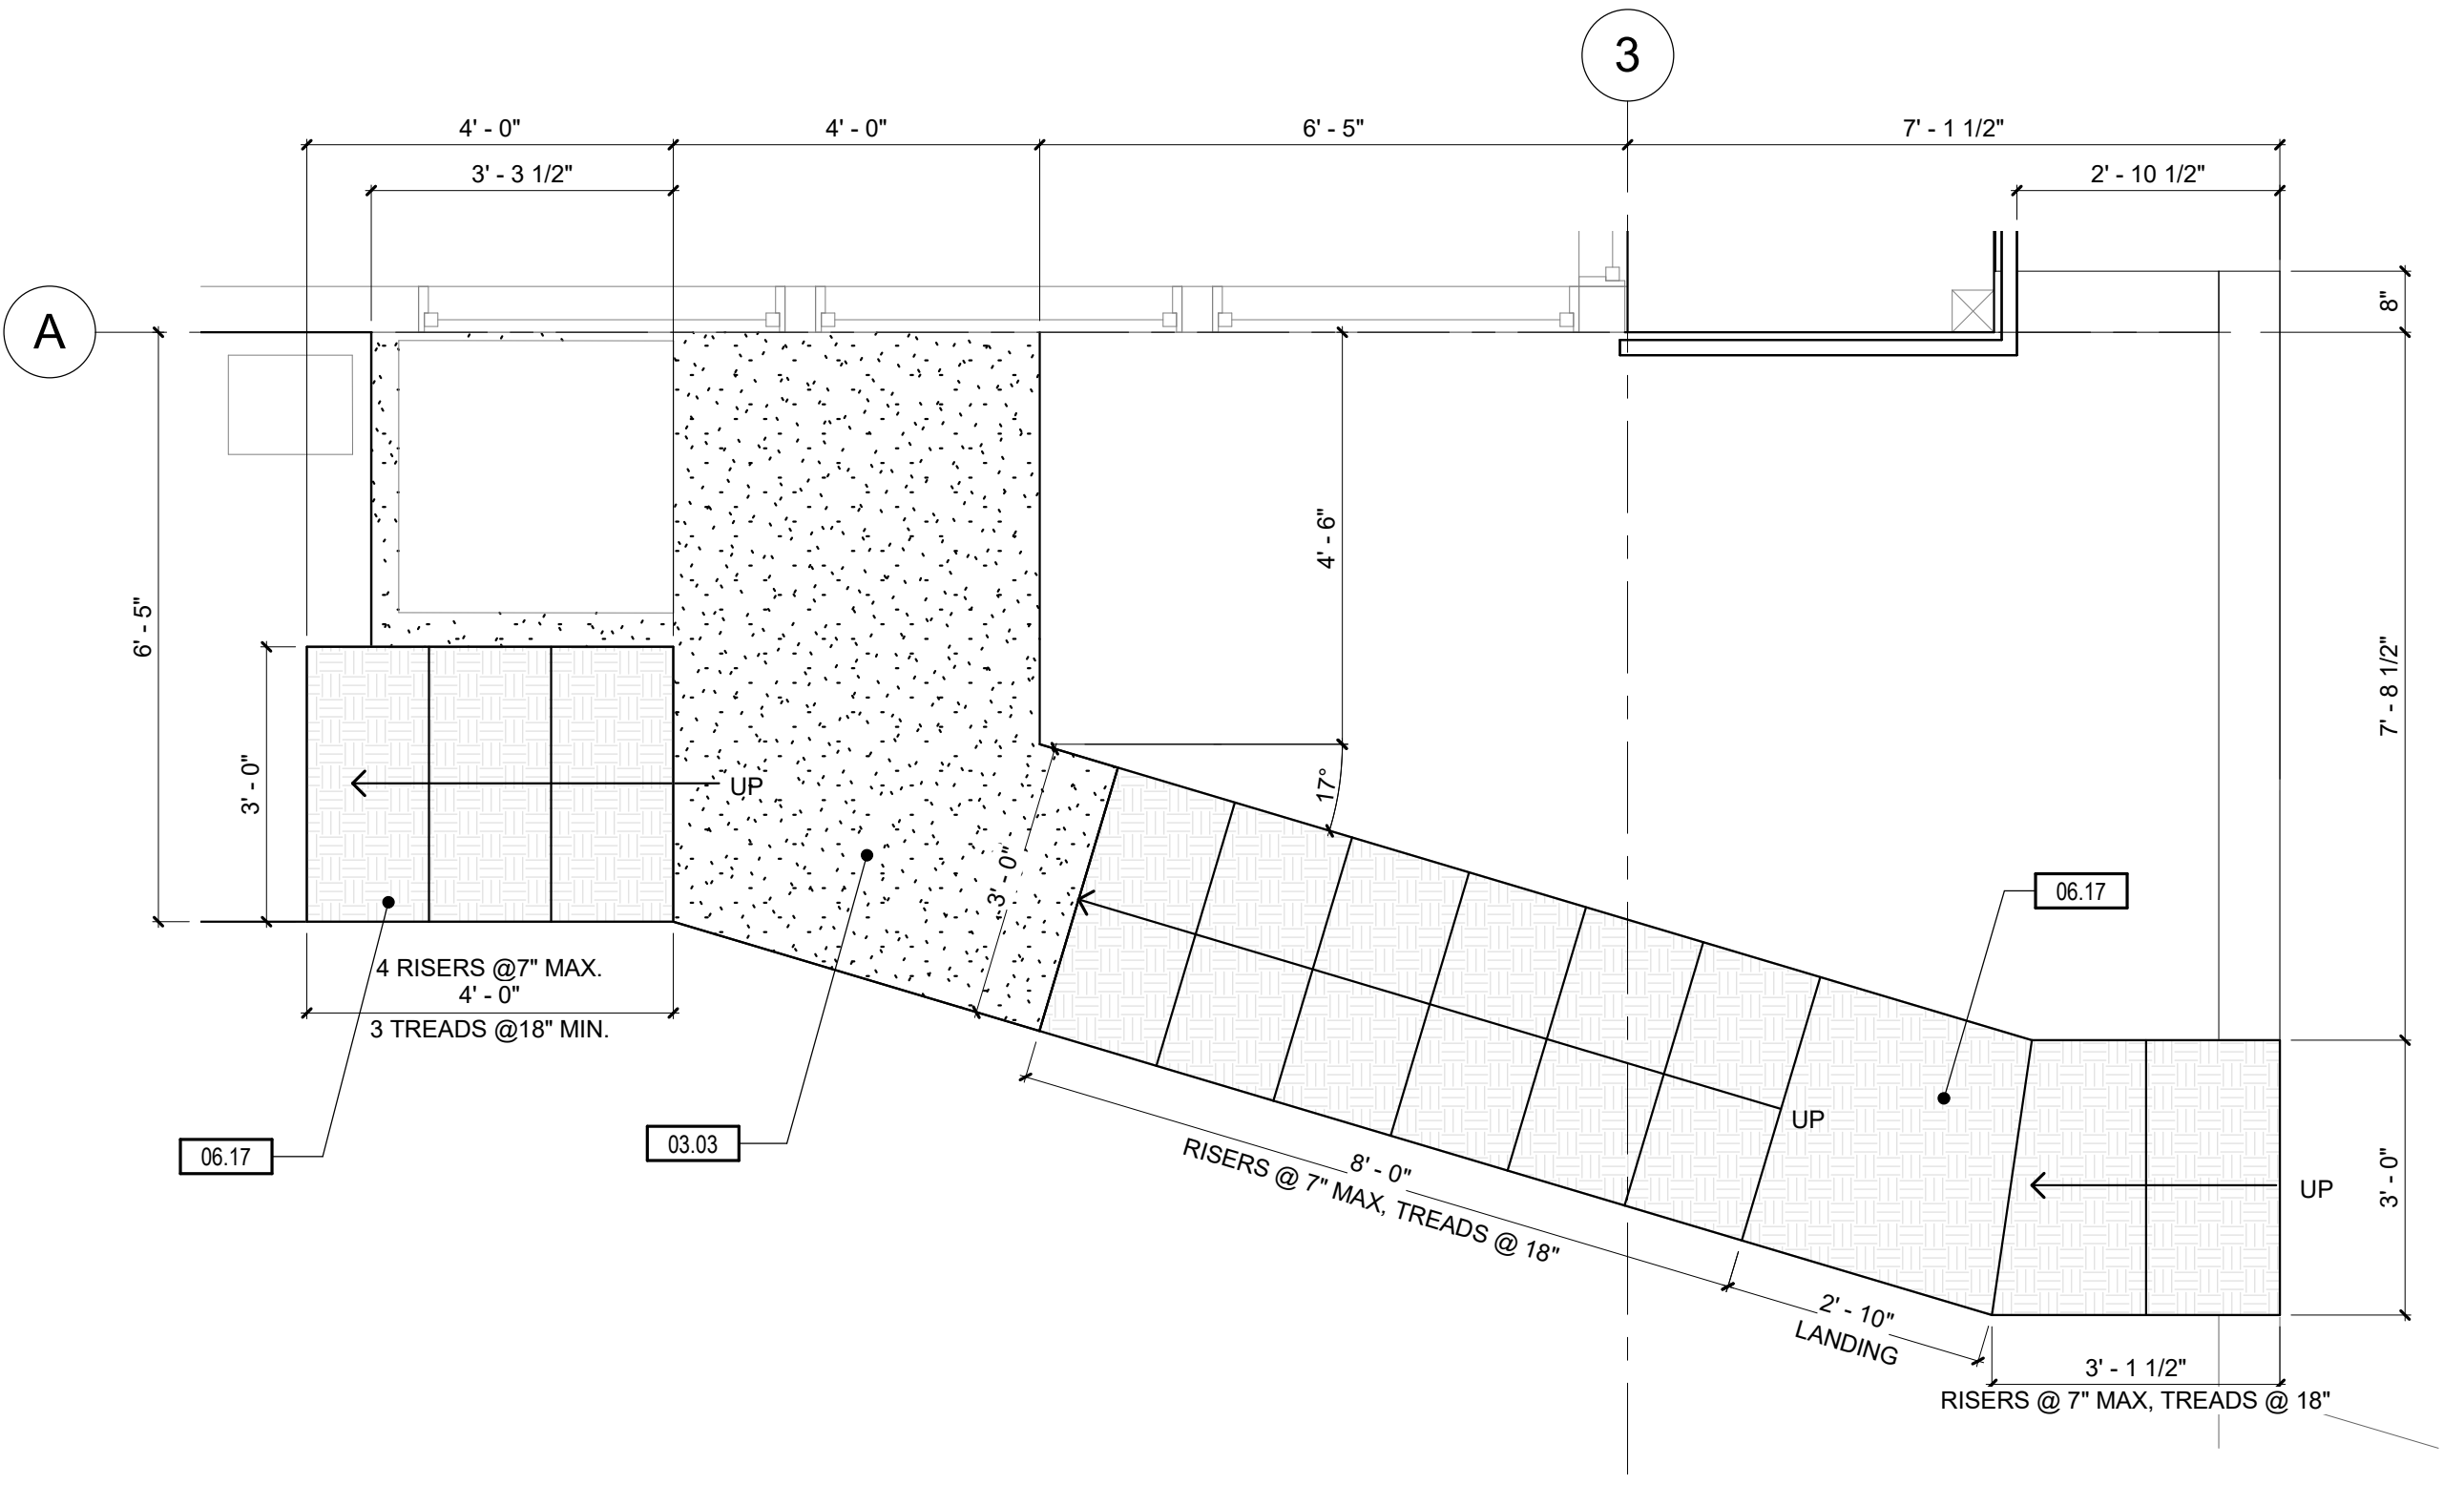 3
4' - 0"
4' - 0"
6' - 5"
7' - 1 1/2"
3' - 3 1/2"
2' - 10 1/2"
8"
A
4' - 6"
6' - 5"
7' - 8 1/2"
3' - 0"
17°
UP
3' - 0"
06.17
4 RISERS @7" MAX.
4' - 0"
3 TREADS @18" MIN.
UP
06.17
03.03
8' - 0"
RISERS @ 7" MAX, TREADS @ 18"
UP
3' - 0"
2' - 10"
LANDING
3' - 1 1/2"
RISERS @ 7" MAX, TREADS @ 18"